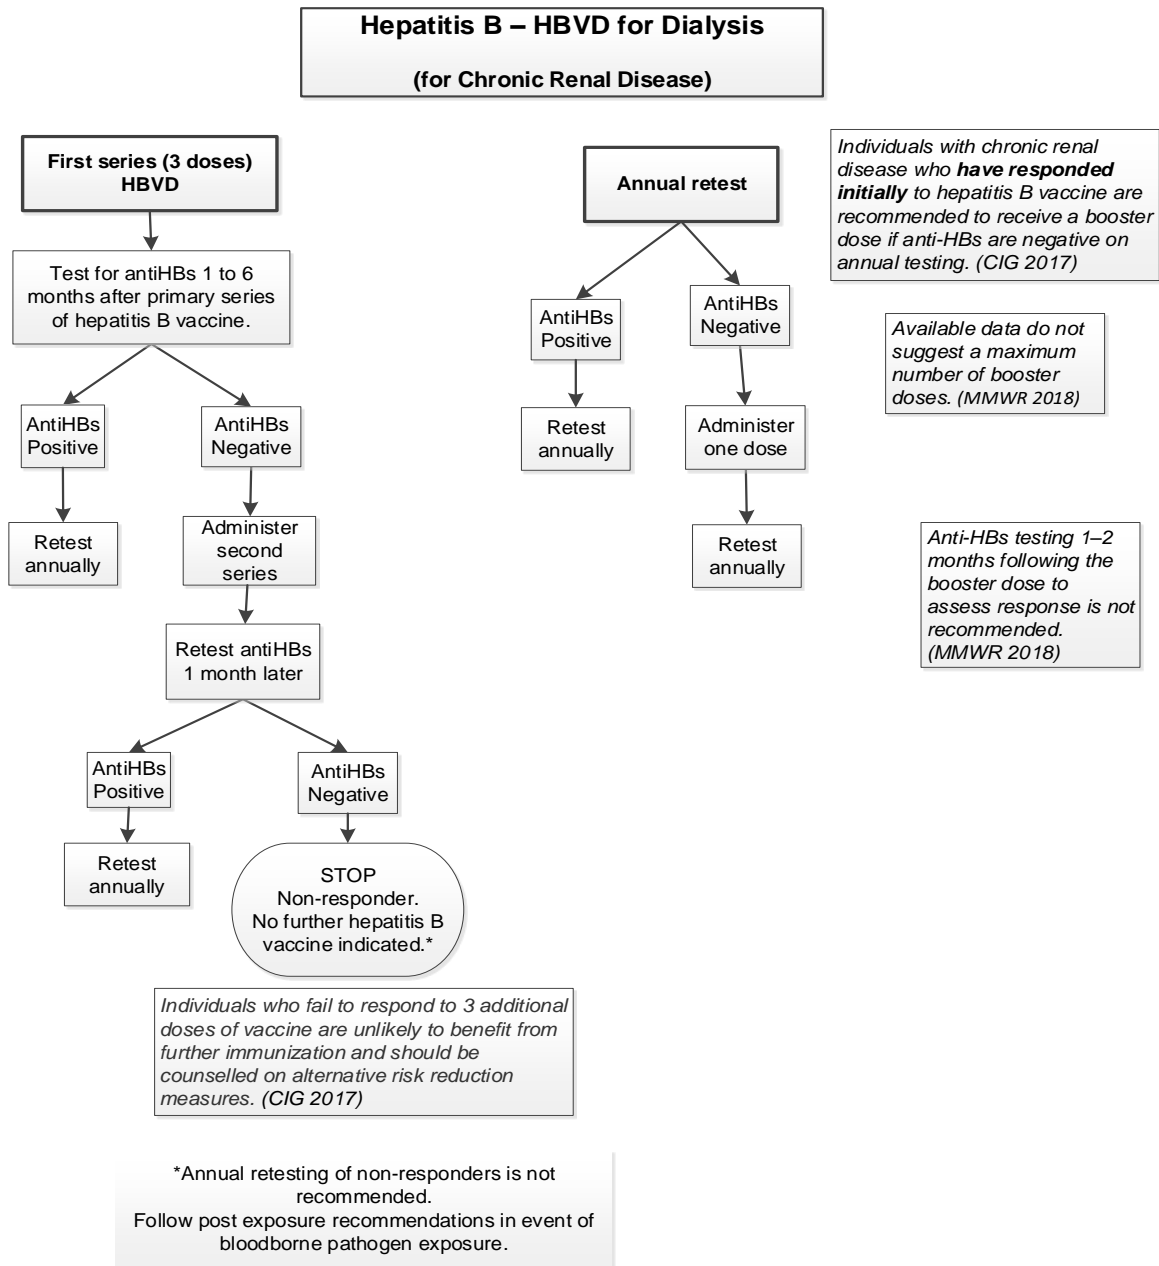 Hepatitis B – HBVD for Dialysis
(for Chronic Renal Disease)
First series (3 doses)
HBVD
Test for antiHBs 1 to 6
months after primary series
of hepatitis B vaccine.
AntiHBs
Positive
AntiHBs
Negative
Retest
annually
Administer
second
series
Retest antiHBs
1 month later
AntiHBs
Positive
AntiHBs
Negative
Retest
annually
STOP
Non-responder.
No further hepatitis B
vaccine indicated.*
Individuals who fail to respond to 3 additional
doses of vaccine are unlikely to benefit from
further immunization and should be
counselled on alternative risk reduction
measures. (CIG 2017)
*Annual retesting of non-responders is not
recommended.
Follow post exposure recommendations in event of
bloodborne pathogen exposure.
Annual retest
AntiHBs
Positive
AntiHBs
Negative
Retest
annually
Administer
one dose
Retest
annually
Individuals with chronic renal
disease who have responded
initially to hepatitis B vaccine are
recommended to receive a booster
dose if anti-HBs are negative on
annual testing. (CIG 2017)
Available data do not
suggest a maximum
number of booster
doses. (MMWR 2018)
Anti-HBs testing 1–2
months following the
booster dose to
assess response is not
recommended.
(MMWR 2018)